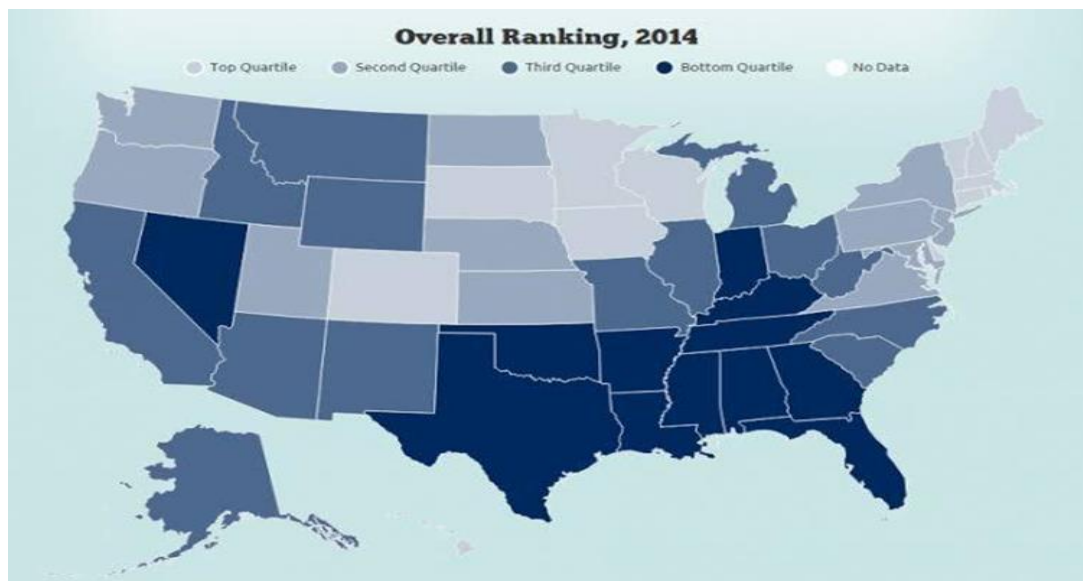 Overall Ranking, 2014
Top Quartile Second Quartile Third Quartile Bottom Quartile No Data